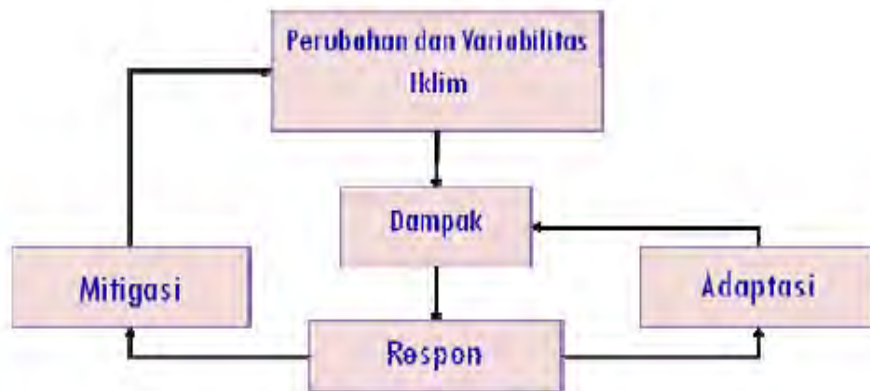 Perubahan dan Variabilitas
Iklim
Dampak
Mitigasi
Adaptasi
Respon